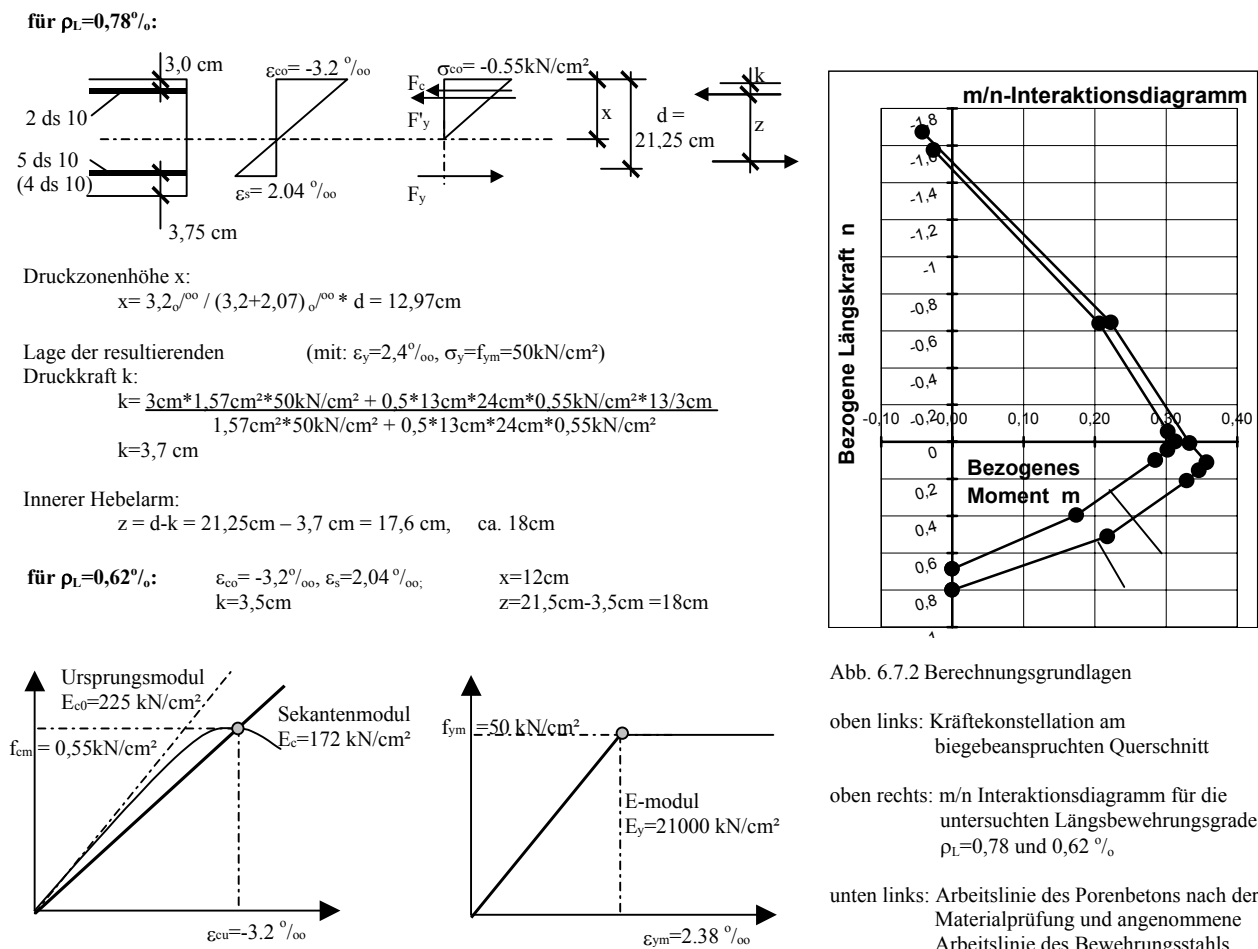 für ρL=0,78°/o:
3,0 cm
2 ds 10
5 ds 10
(4 ds 10)
3,75 cm
εco= -3.2 °/oo
εs= 2.04 °/oo
σco= -0.55kN/cm²
Fc
F'y
Fy
x
d =
21,25 cm
k
z
Druckzonenhöhe x:
x= 3,2o/oo / (3,2+2,07) o/oo * d = 12,97cm
Lage der resultierenden (mit: εy=2,4°/oo, σy=fym=50kN/cm²)
Druckkraft k:
k= 3cm*1,57cm²*50kN/cm² + 0,5*13cm*24cm*0,55kN/cm²*13/3cm
1,57cm²*50kN/cm² + 0,5*13cm*24cm*0,55kN/cm²
k=3,7 cm
Innerer Hebelarm:
z = d-k = 21,25cm – 3,7 cm = 17,6 cm, ca. 18cm
für ρL=0,62°/o: εco= -3,2°/oo, εs=2,04 °/oo; x=12cm
k=3,5cm z=21,5cm-3,5cm =18cm
Ursprungsmodul
Ec0=225 kN/cm²
Sekantenmodul
Ec=172 kN/cm²
fcm = 0,55kN/cm²
εcu=-3.2 °/oo
fym =50 kN/cm²
E-modul
Ey=21000 kN/cm²
εym=2.38 °/oo
m/n-Interaktionsdiagramm
Bezogene Längskraft n
-1,8
-1,6
-1,4
-1,2
-1
-0,8
-0,6
-0,4
-0,2
-0,10 0,00 0,10 0,20 0,30 0,40
0
0,2
0,4
0,6
0,8
1
Bezogenes
Moment m
Abb. 6.7.2 Berechnungsgrundlagen
oben links: Kräftekonstellation am
biegebeanspruchten Querschnitt
oben rechts: m/n Interaktionsdiagramm für die
untersuchten Längsbewehrungsgrade
ρL=0,78 und 0,62 °/o
unten links: Arbeitslinie des Porenbetons nach der
Materialprüfung und angenommene
Arbeitslinie des Bewehrungsstahls